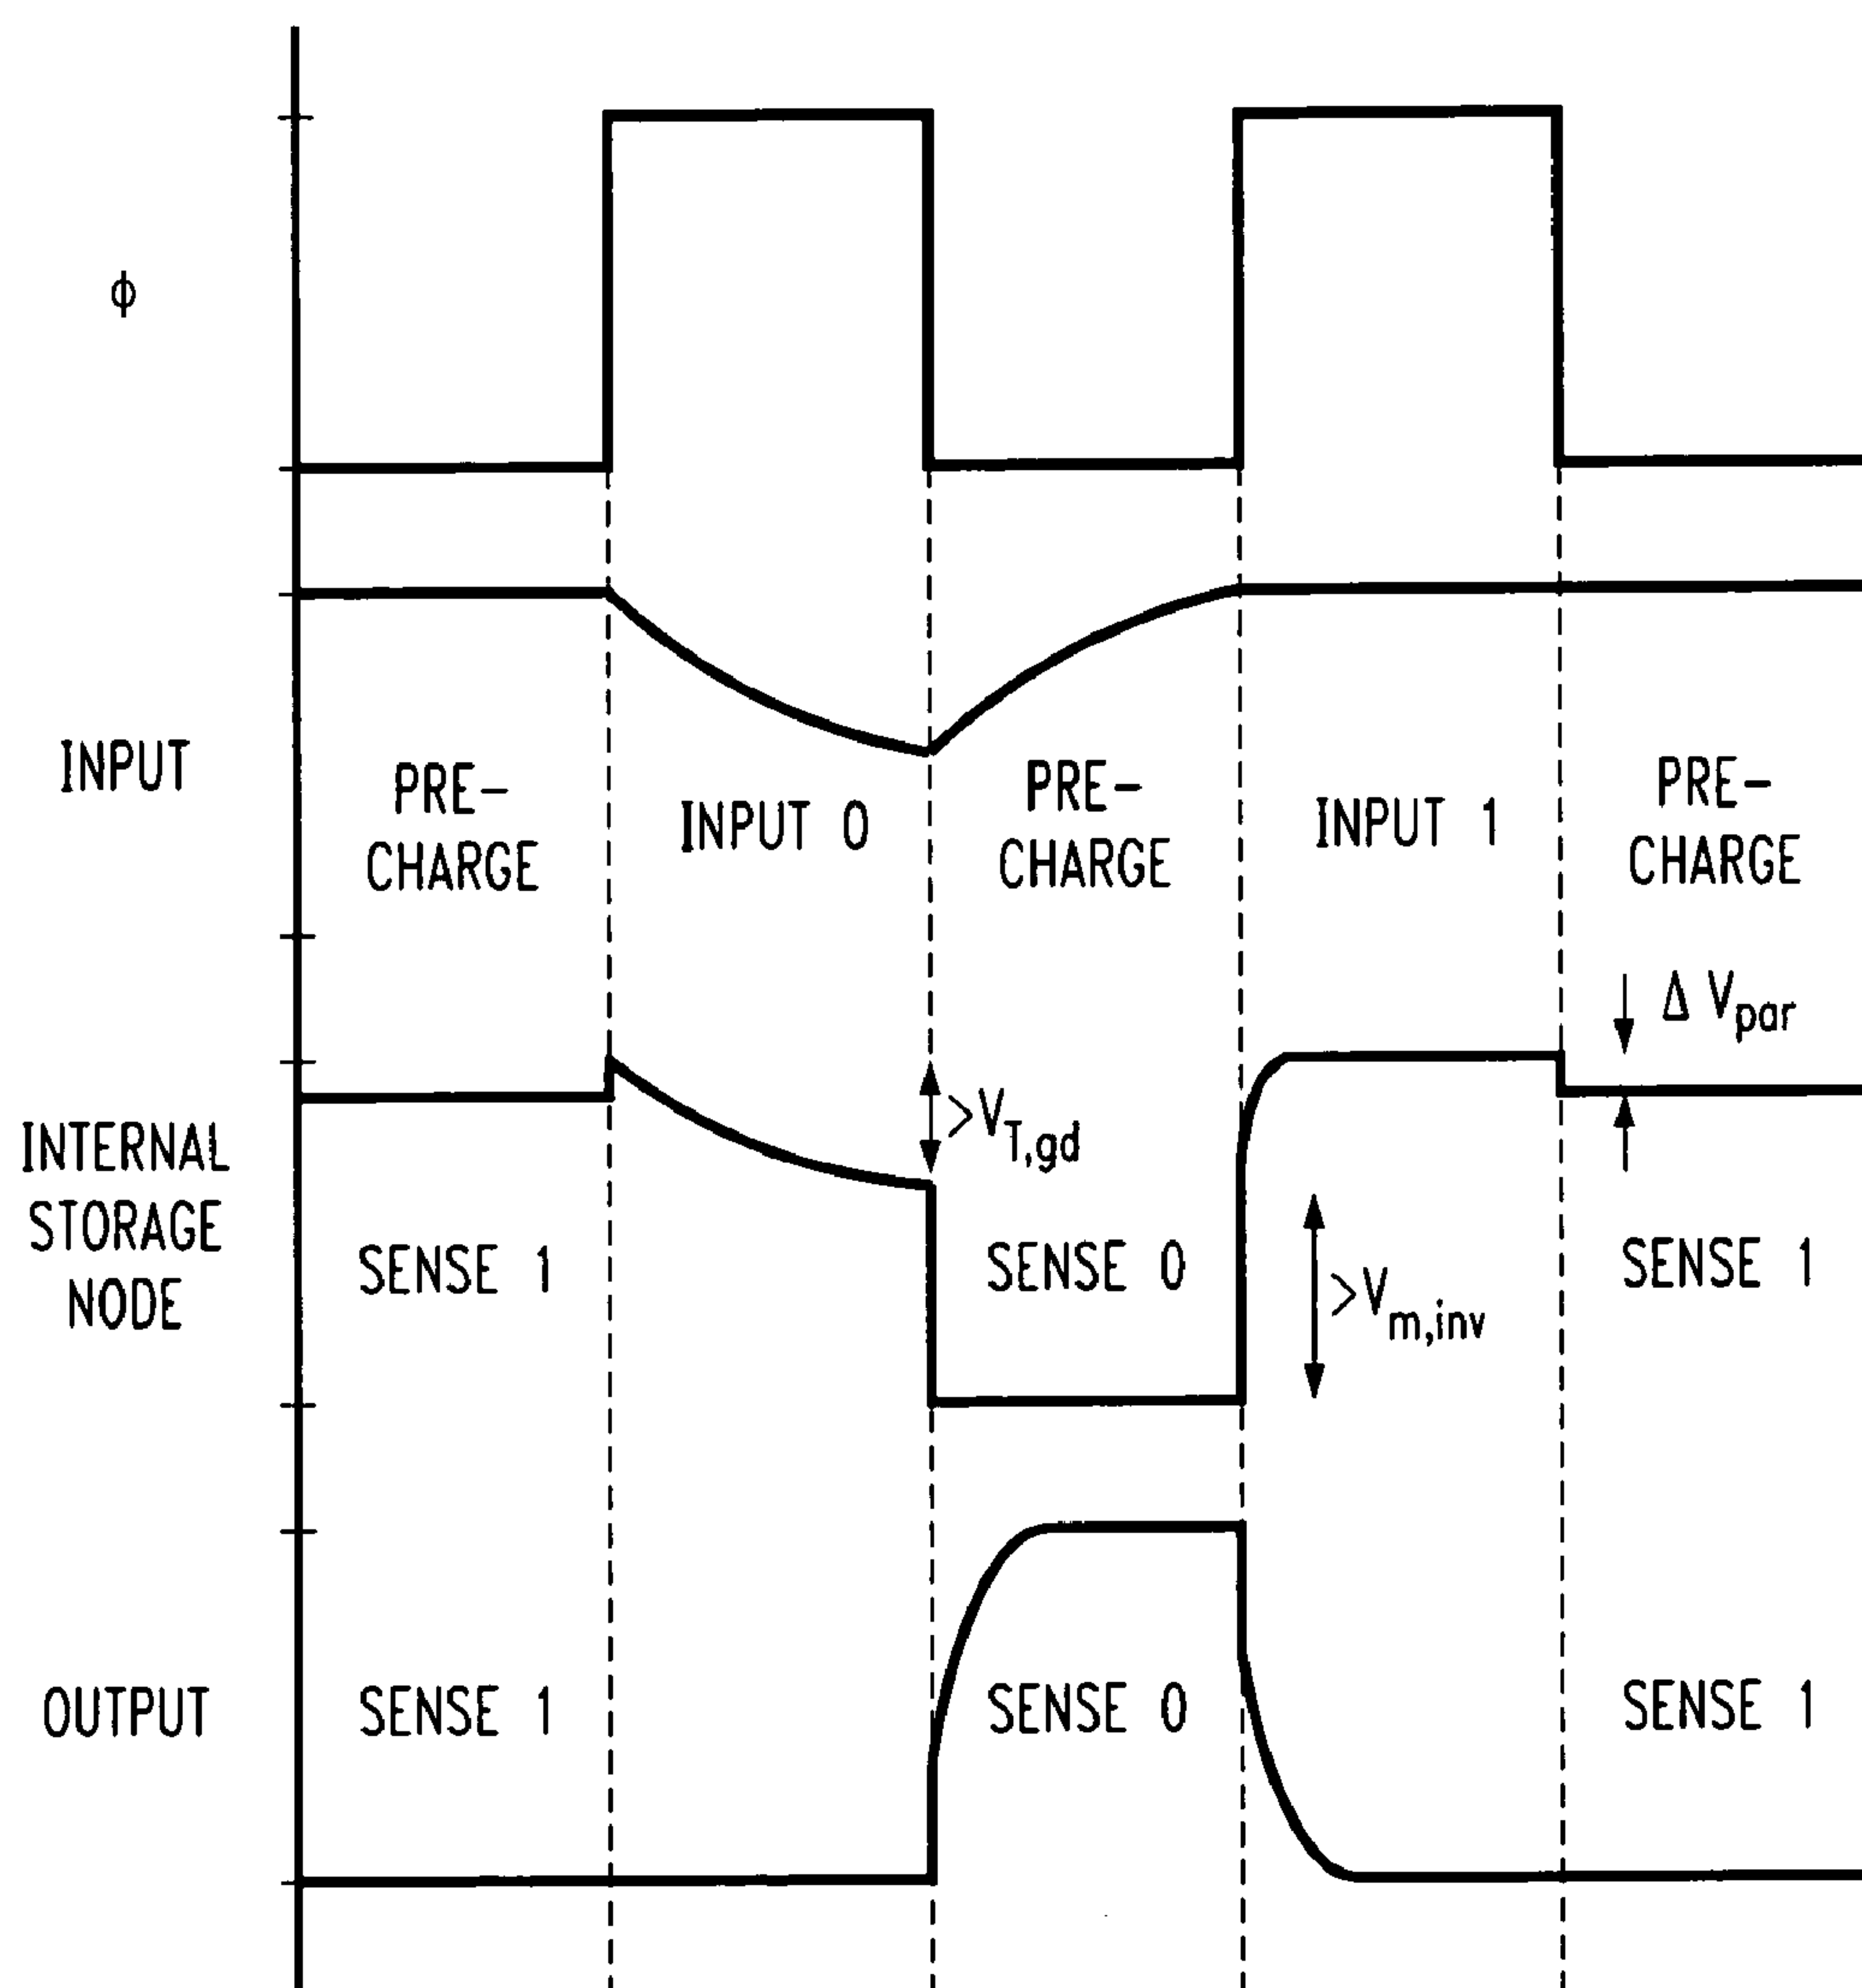 ϕ
INPUT
PRE-
CHARGE
INPUT 0
PRE-
CHARGE
INPUT 1
PRE-
CHARGE
Δ Vpar
INTERNAL
STORAGE
NODE
SENSE 1
>VT,gd
SENSE 0
>Vm,inv
SENSE 1
OUTPUT
SENSE 1
SENSE 0
SENSE 1